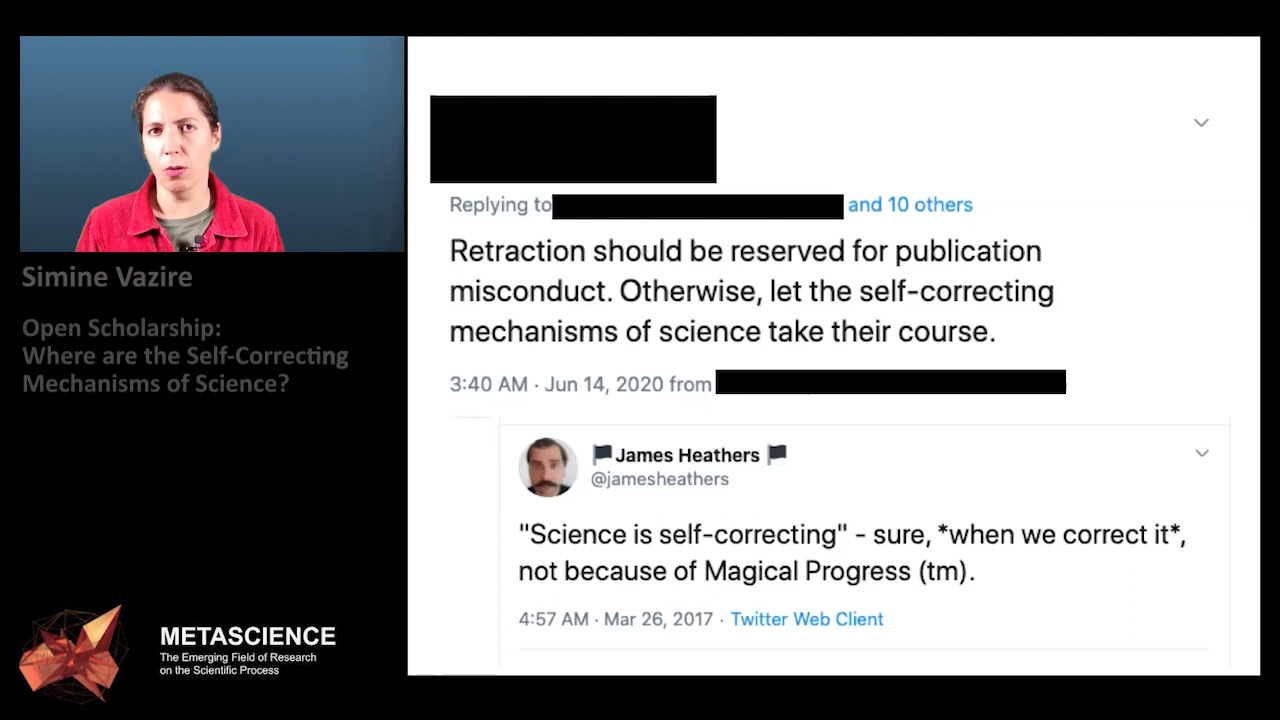 Simine Vazire
Open Scholarship:
Where are the Self-Correcting
Mechanisms of Science?
METASCIENCE
The Emerging Field of Research
on the Scientific Process
Replying to and 10 others
Retraction should be reserved for publication
misconduct. Otherwise, let the self-correcting
mechanisms of science take their course.
3:40 AM · Jun 14, 2020 from
🏴James Heathers 🏴
@jamesheathers
"Science is self-correcting" - sure, *when we correct it*,
not because of Magical Progress (tm).
4:57 AM · Mar 26, 2017 · Twitter Web Client